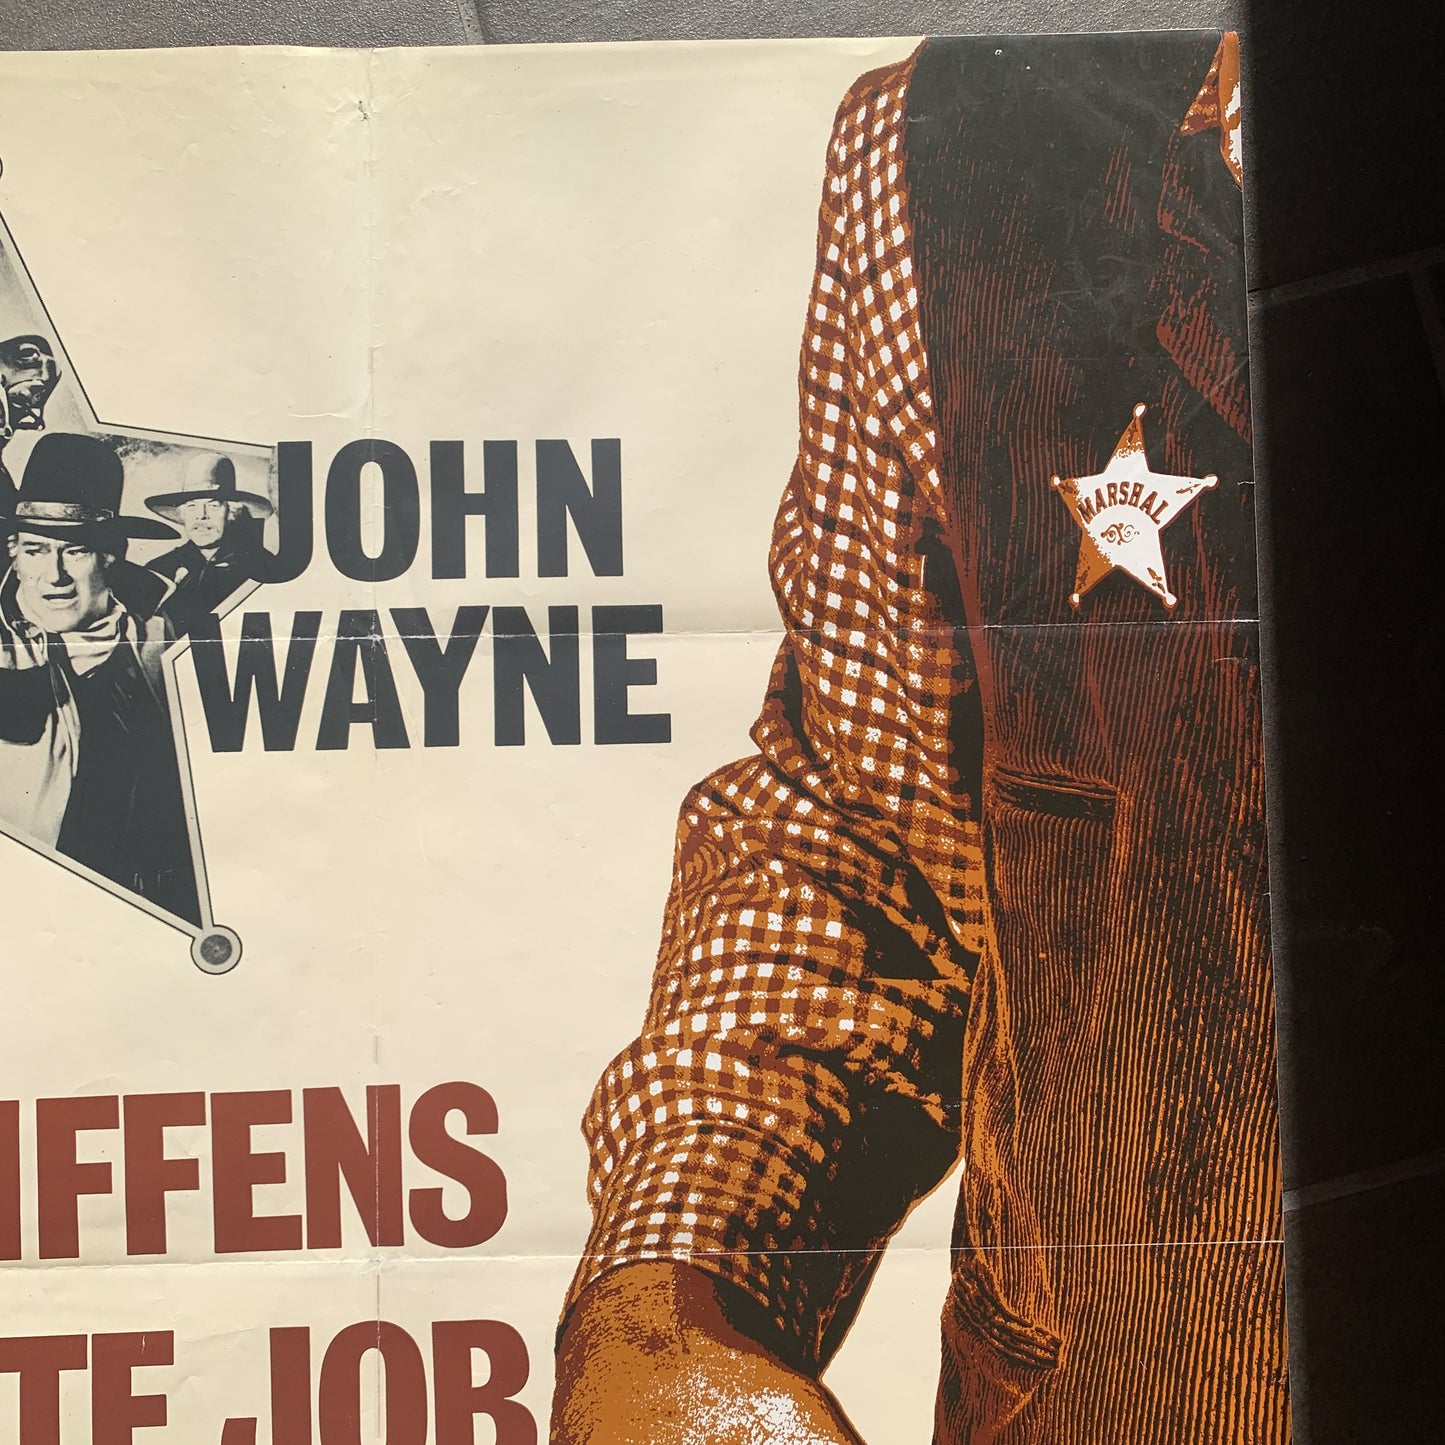 JOHN
WAYNE
MARSHAL
IFFENS
TE JOB